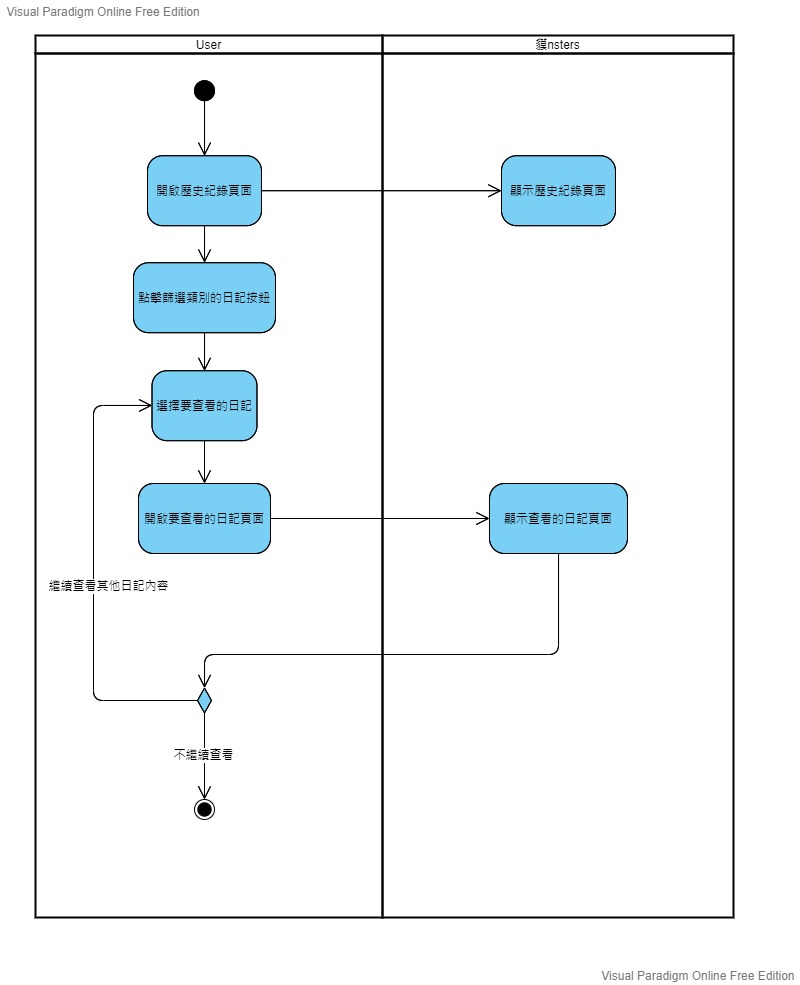 Visual Paradigm Online Free Edition
User
貘nsters
開啟歷史紀錄頁面
顯示歷史紀錄頁面
點擊篩選類別的日記按鈕
選擇要查看的日記
開啟要查看的日記頁面
顯示查看的日記頁面
繼續查看其他日記內容
不繼續查看
Visual Paradigm Online Free Edition